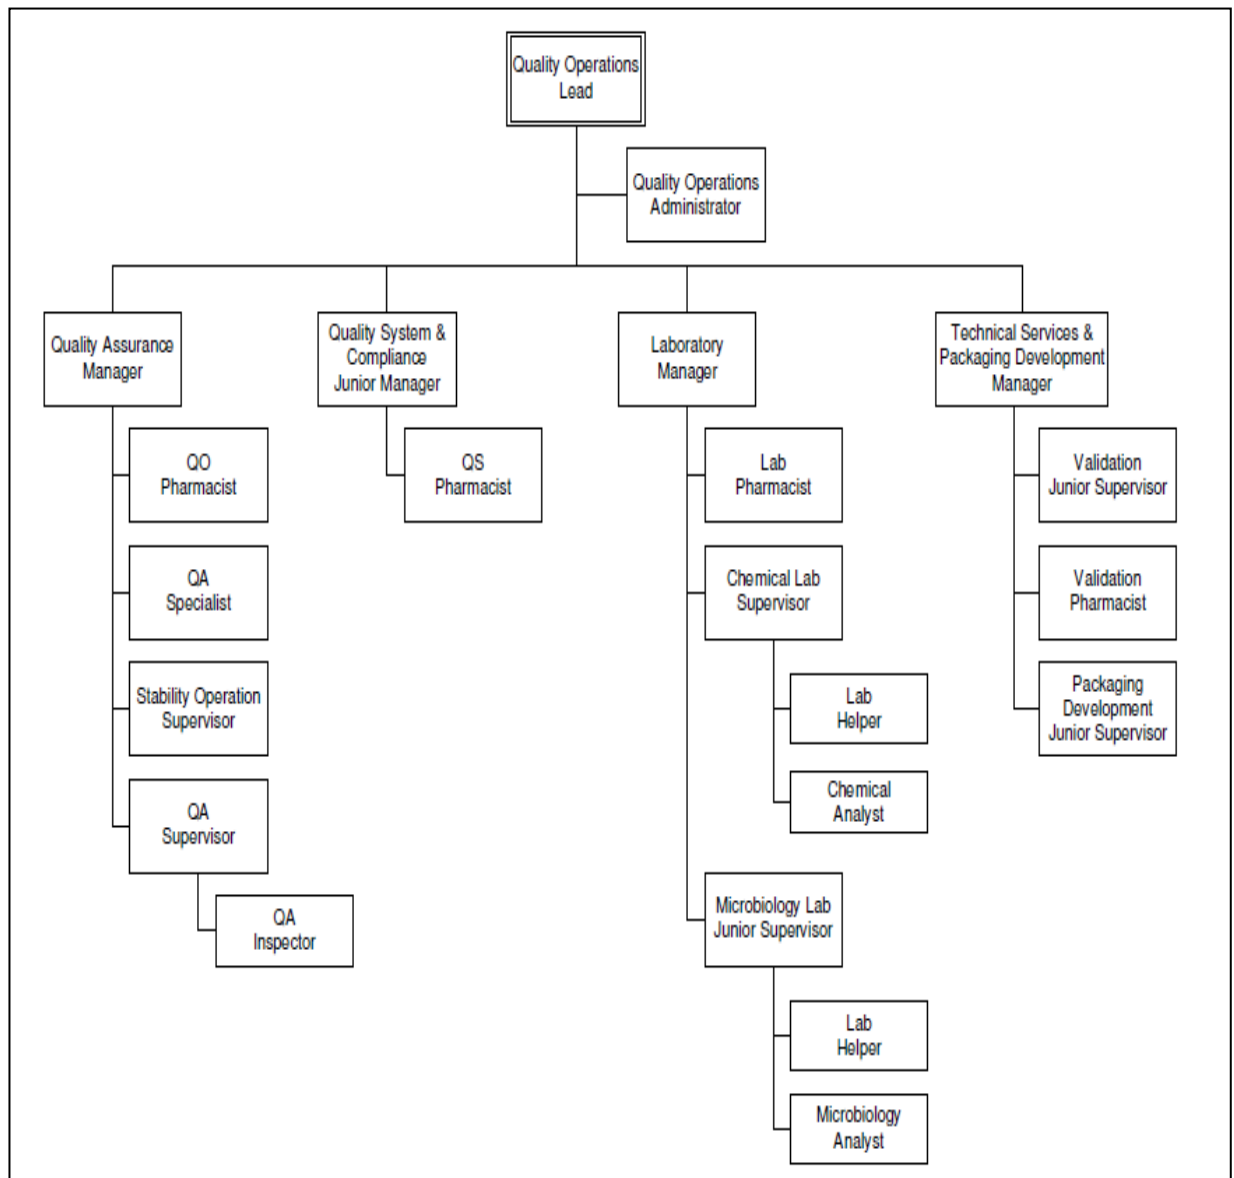 Quality Operations
Lead
Quality Operations
Administrator
Quality Assurance
Manager
Quality System &
Compliance
Junior Manager
Laboratory
Manager
Technical Services &
Packaging Development
Manager
QO
Pharmacist
QS
Pharmacist
Lab
Pharmacist
Validation
Junior Supervisor
QA
Specialist
Chemical Lab
Supervisor
Validation
Pharmacist
Stability Operation
Supervisor
Lab
Helper
Packaging
Development
Junior Supervisor
QA
Supervisor
Chemical
Analyst
QA
Inspector
Microbiology Lab
Junior Supervisor
Lab
Helper
Microbiology
Analyst